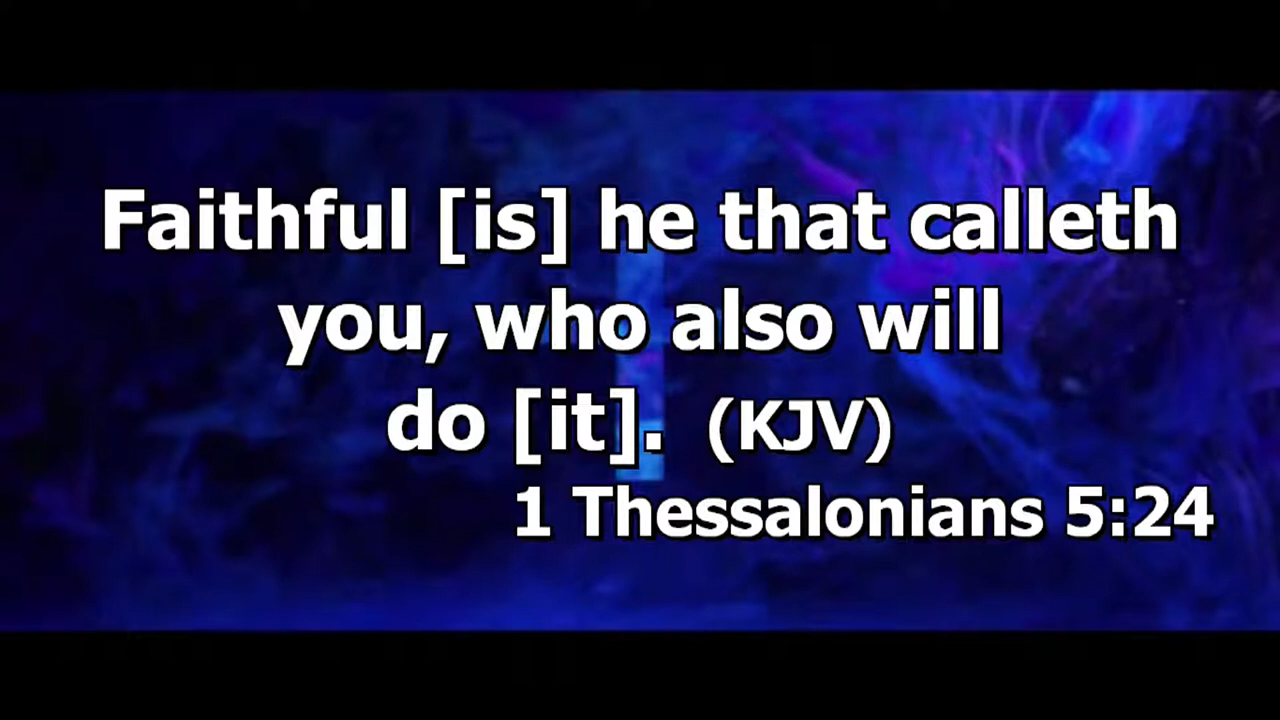 Faithful [is] he that calleth
you, who also will
do [it]. (KJV)
1 Thessalonians 5:24